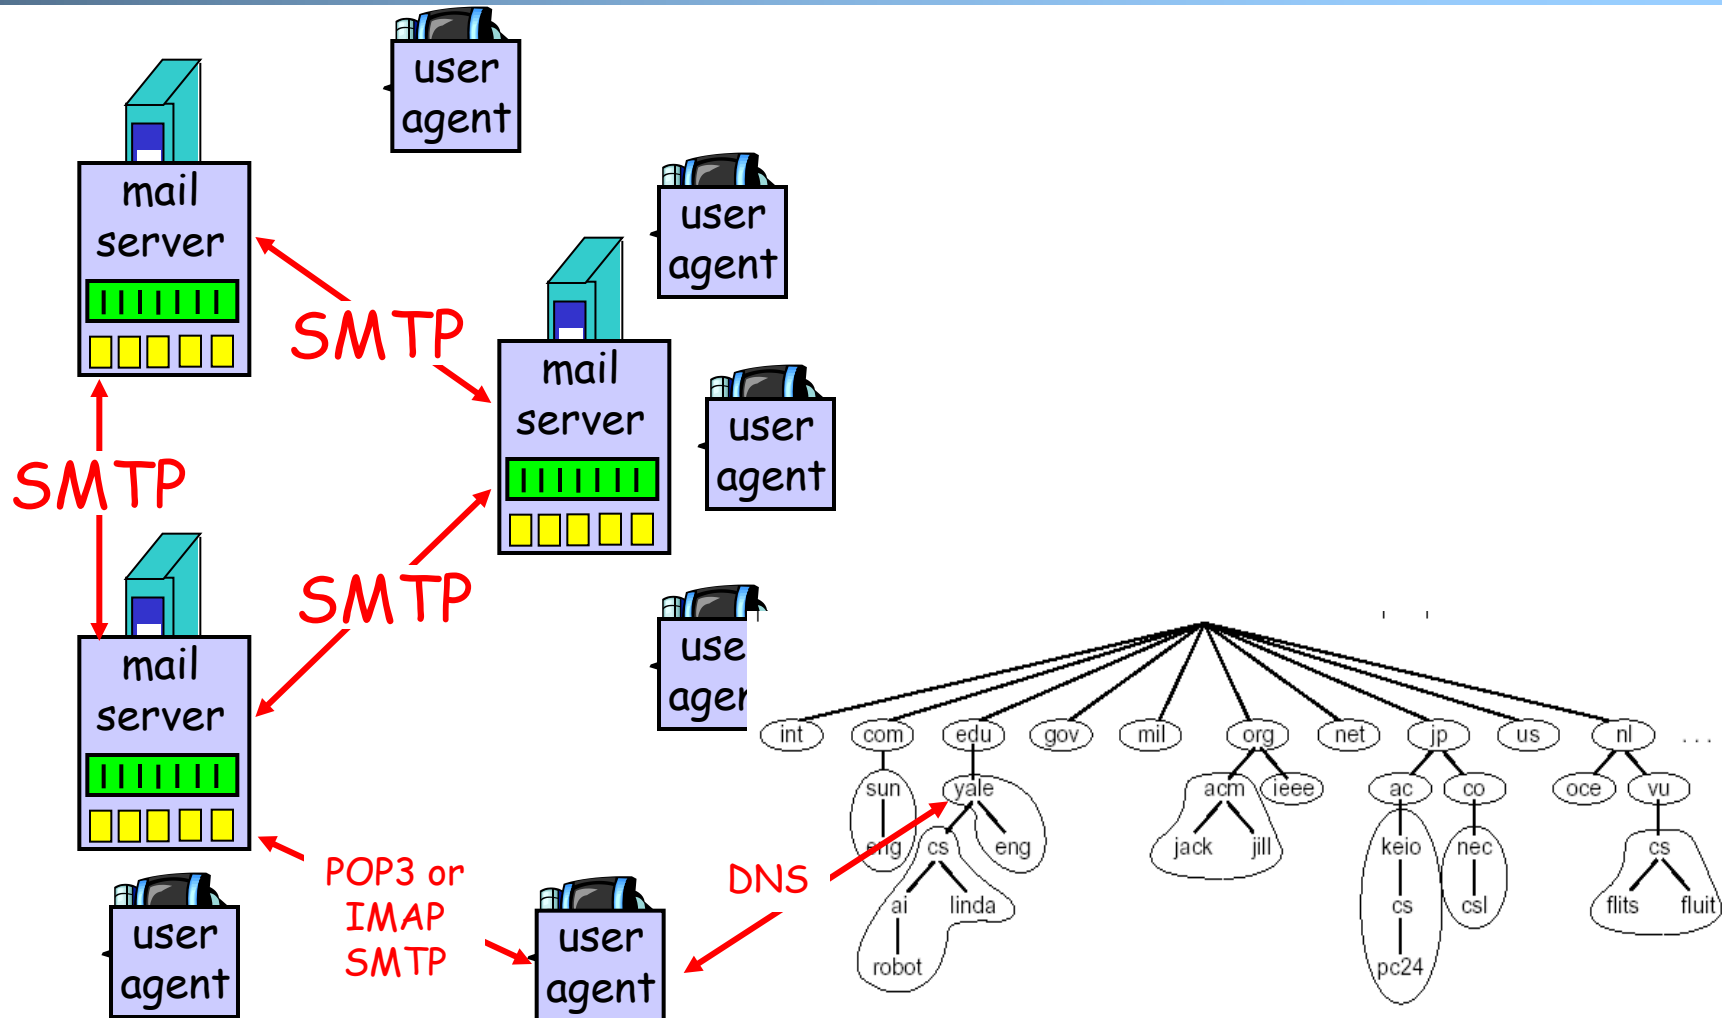 user
agent
mail
server
user
agent
SMTP
mail
server
user
agent
SMTP
SMTP
mail
server
POP3 or
IMAP
SMTP
user
agent
user
agent
DNS
int com edu gov mil org net jp us nl ...
sun yale acm ieee ac co oce vu
eng cs eng jack jill keio nec cs
ai linda cs csl flits fluit
robot pc24